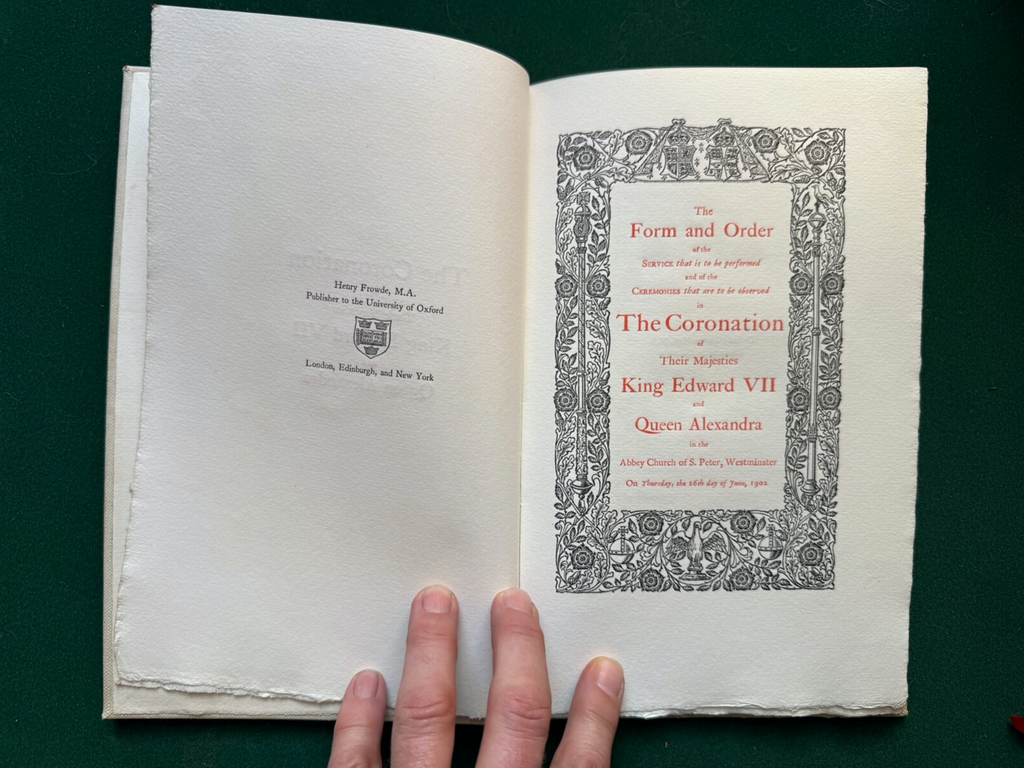 Henry Frowde, M.A.
Publisher to the University of Oxford
London, Edinburgh, and New York
The
Form and Order
of the
SERVICE that is to be performed
and of the
CEREMONIES that are to be observed
in
The Coronation
of
Their Majesties
King Edward VII
and
Queen Alexandra
in the
Abbey Church of S. Peter, Westminster
On Thursday, the 26th day of June, 1902